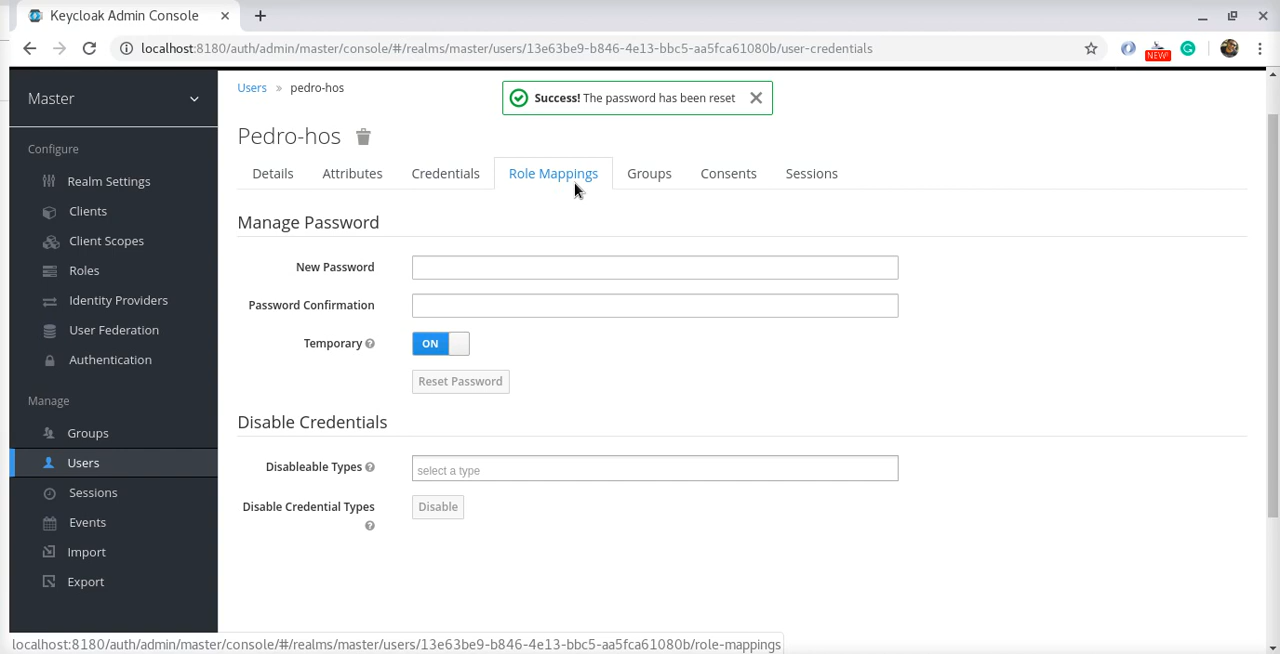 Keycloak Admin Console
localhost:8180/auth/admin/master/console/#/realms/master/users/13e63be9-b846-4e13-bbc5-aa5fca61080b/user-credentials
NEW!
Master
Users » pedro-hos
Success! The password has been reset
Pedro-hos
Details Attributes Credentials Role Mappings Groups Consents Sessions
Configure
Realm Settings
Clients
Client Scopes
Roles
Identity Providers
User Federation
Authentication
Manage
Groups
Users
Sessions
Events
Import
Export
Manage Password
New Password
Password Confirmation
Temporary ON
Reset Password
Disable Credentials
Disableable Types select a type
Disable Credential Types Disable
localhost:8180/auth/admin/master/console/#/realms/master/users/13e63be9-b846-4e13-bbc5-aa5fca61080b/role-mappings